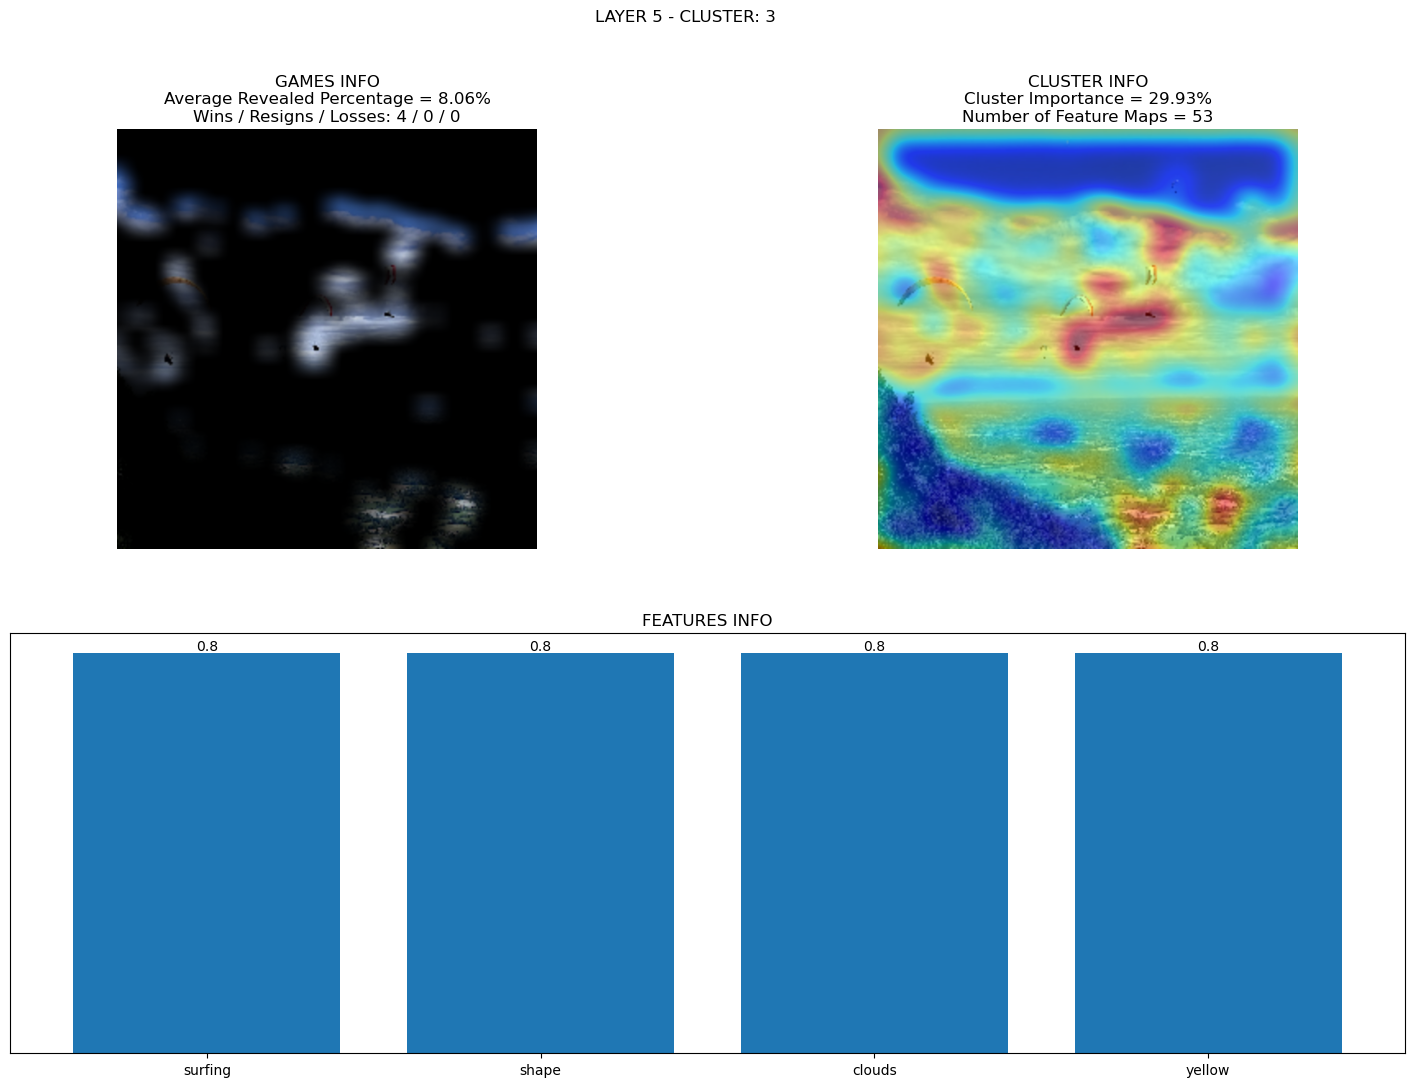 LAYER 5 - CLUSTER: 3
GAMES INFO
Average Revealed Percentage = 8.06%
Wins / Resigns / Losses: 4 / 0 / 0
CLUSTER INFO
Cluster Importance = 29.93%
Number of Feature Maps = 53
FEATURES INFO
0.8
0.8
0.8
0.8
surfing
shape
clouds
yellow